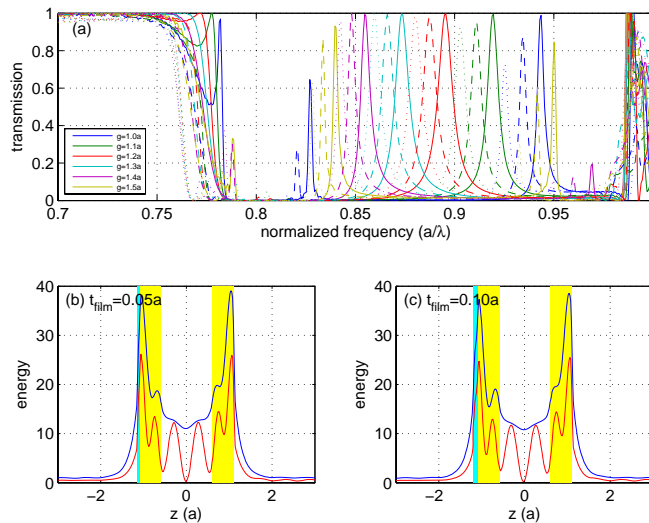 (a)
transmission
1
0.8
0.6
0.4
0.2
0
g=1.0a
g=1.1a
g=1.2a
g=1.3a
g=1.4a
g=1.5a
0.7 0.75 0.8 0.85 0.9 0.95
normalized frequency (a/λ)
(b) t_film=0.05a
energy
40
30
20
10
0
−2 0 2
z (a)
(c) t_film=0.10a
energy
40
30
20
10
0
−2 0 2
z (a)